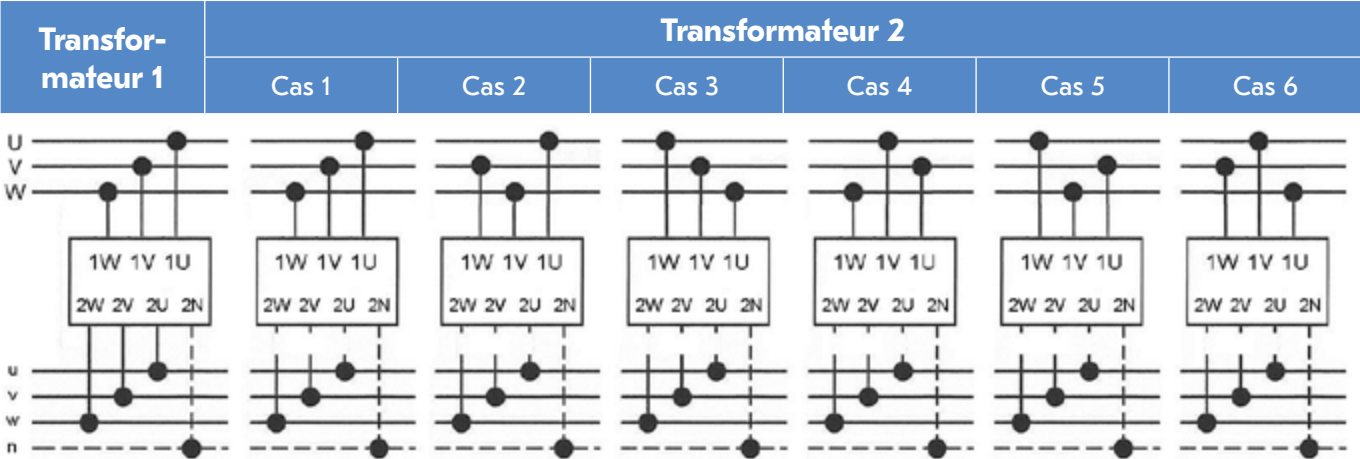 Transfor-
mateur 1
Transformateur 2
Cas 1 Cas 2 Cas 3 Cas 4 Cas 5 Cas 6
U
V
W
1W 1V 1U 1W 1V 1U 1W 1V 1U 1W 1V 1U 1W 1V 1U 1W 1V 1U 1W 1V 1U
2W 2V 2U 2N 2W 2V 2U 2N 2W 2V 2U 2N 2W 2V 2U 2N 2W 2V 2U 2N 2W 2V 2U 2N 2W 2V 2U 2N
u
v
w
n